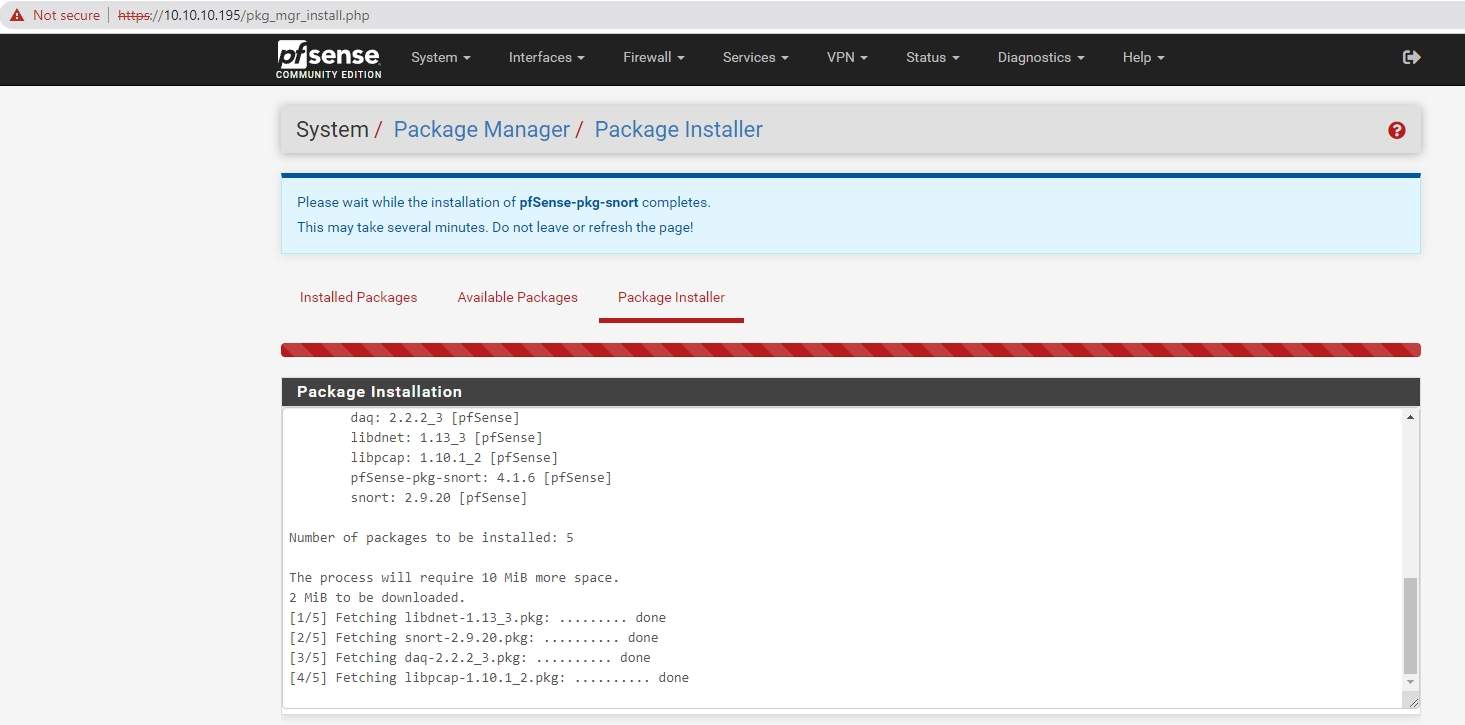 Not secure https://10.10.10.195/pkg_mgr_install.php
pfsense
COMMUNITY EDITION
System Interfaces Firewall Services VPN Status Diagnostics Help
System / Package Manager / Package Installer
Please wait while the installation of pfSense-pkg-snort completes.
This may take several minutes. Do not leave or refresh the page!
Installed Packages Available Packages Package Installer
Package Installation
daq: 2.2.2_3 [pfSense]
libdnet: 1.13_3 [pfSense]
libpcap: 1.10.1_2 [pfSense]
pfSense-pkg-snort: 4.1.6 [pfSense]
snort: 2.9.20 [pfSense]
Number of packages to be installed: 5
The process will require 10 MiB more space.
2 MiB to be downloaded.
[1/5] Fetching libdnet-1.13_3.pkg: ......... done
[2/5] Fetching snort-2.9.20.pkg: .......... done
[3/5] Fetching daq-2.2.2_3.pkg: .......... done
[4/5] Fetching libpcap-1.10.1_2.pkg: .......... done